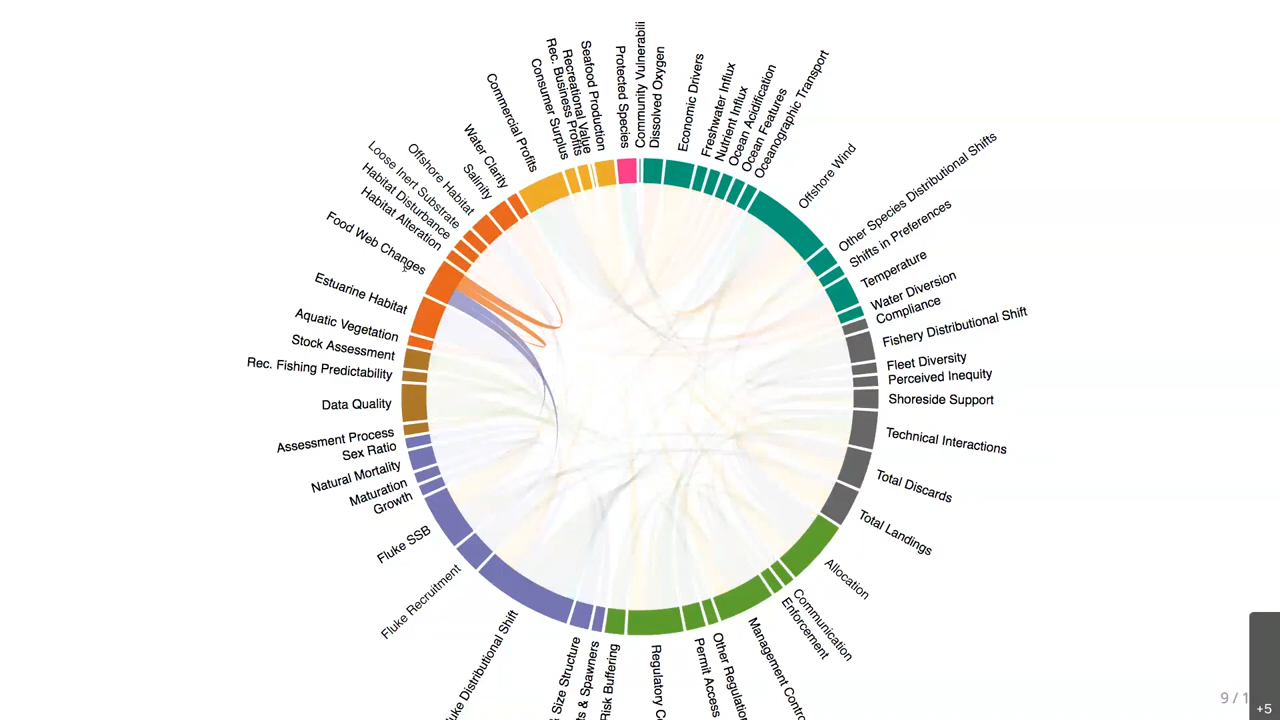 Community Vulnerabili
Dissolved Oxygen
Economic Drivers
Freshwater Influx
Nutrient Influx
Ocean Acidification
Ocean Features
Oceanographic Transport
Offshore Wind
Other Species Distributional Shifts
Shifts in Preferences
Temperature
Water Diversion
Compliance
Fishery Distributional Shift
Fleet Diversity
Perceived Inequity
Shoreside Support
Technical Interactions
Total Discards
Total Landings
Allocation
Communication
Enforcement
Management Contro
Other Regulation
Permit Access
Regulatory Co
Risk Buffering
ts & Spawners
& Size Structure
uke Distributional Shift
Fluke Recruitment
Fluke SSB
Growth
Maturation
Natural Mortality
Sex Ratio
Assessment Process
Data Quality
Rec. Fishing Predictability
Stock Assessment
Aquatic Vegetation
Estuarine Habitat
Food Web Changes
Habitat Alteration
Habitat Disturbance
Loose Inert Substrate
Offshore Habitat
Salinity
Water Clarity
Commercial Profits
Consumer Surplus
Rec. Business Profits
Recreational Value
Seafood Production
Protected Species
9 / 1
+5